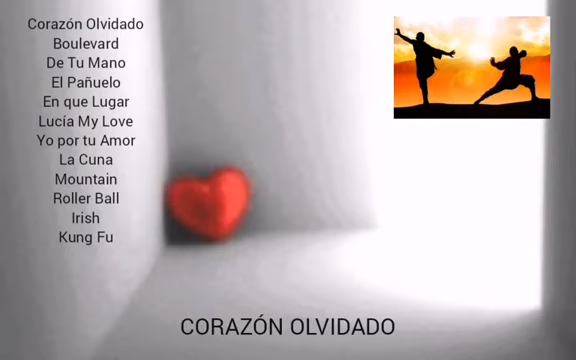 Corazón Olvidado
Boulevard
De Tu Mano
El Pañuelo
En que Lugar
Lucía My Love
Yo por tu Amor
La Cuna
Mountain
Roller Ball
Irish
Kung Fu
CORAZÓN OLVIDADO